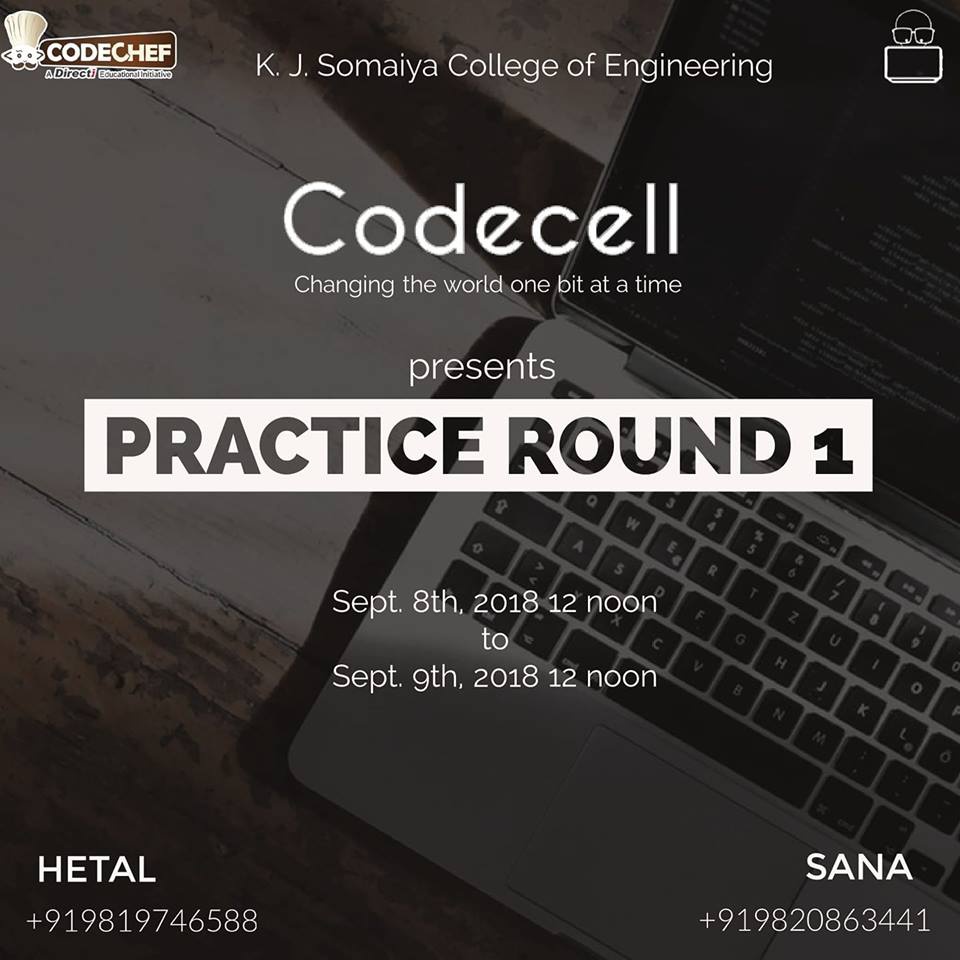 CODECHEF
A Directi Educational Initiative
K. J. Somaiya College of Engineering
Codecell
Changing the world one bit at a time
presents
PRACTICE ROUND 1
Sept. 8th, 2018 12 noon
to
Sept. 9th, 2018 12 noon
HETAL
+919819746588
SANA
+919820863441